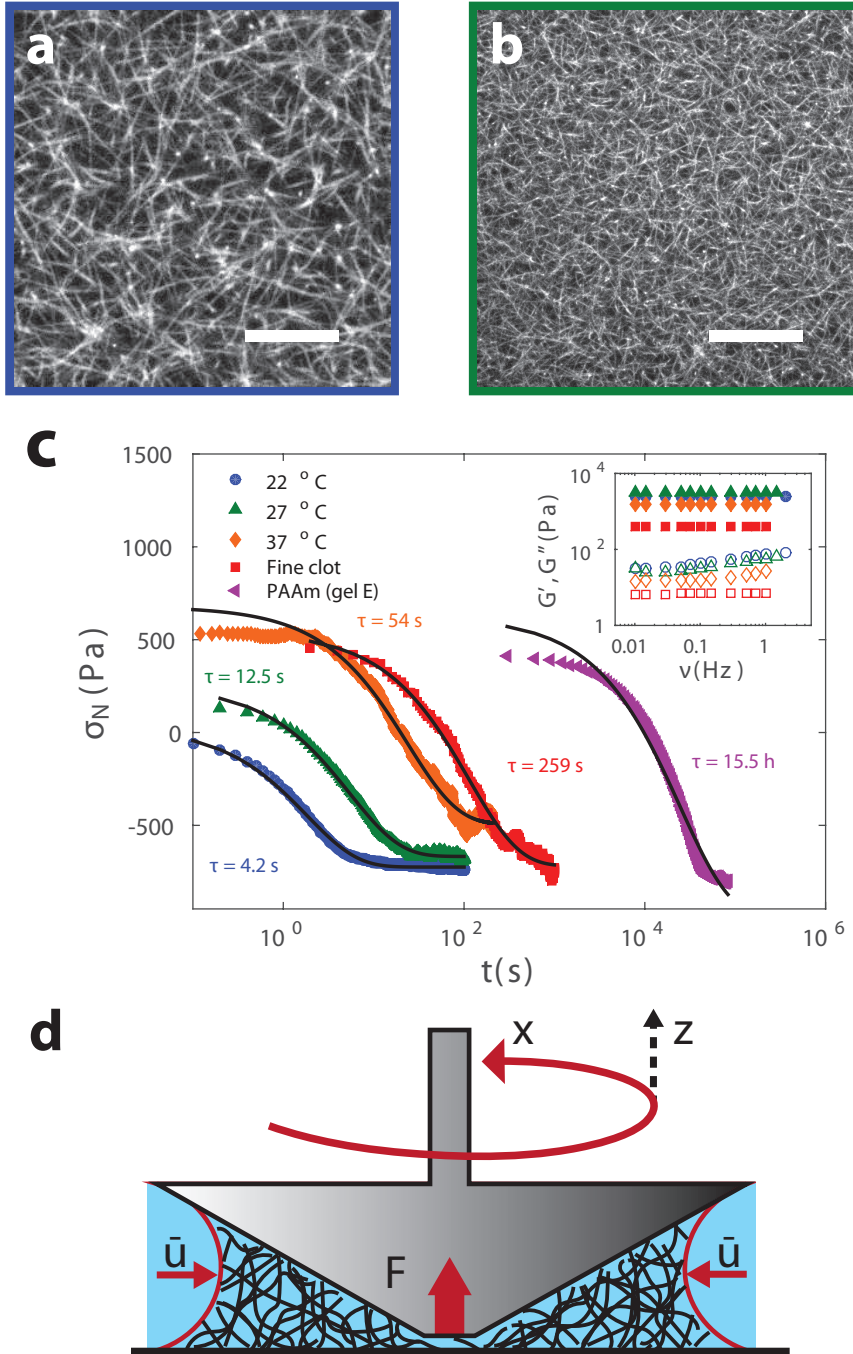 a
b
c
1500
1000
500
0
-500
σN (Pa)
22 °C
27 °C
37 °C
Fine clot
PAAm (gel E)
τ = 54 s
τ = 12.5 s
τ = 259 s
τ = 15.5 h
τ = 4.2 s
10^4
10^2
1
G', G" (Pa)
0.01 0.1 1
ν(Hz)
10^0 10^2 10^4 10^6
t(s)
d
x z
ū F ū